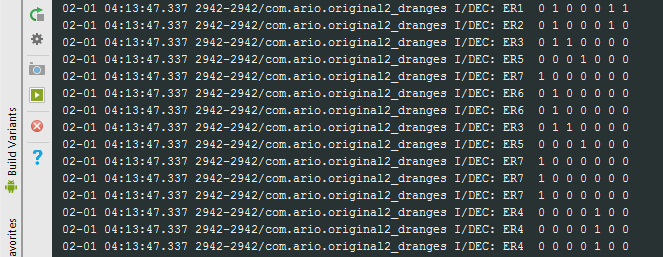 02-01 04:13:47.337 2942-2942/com.ario.original2_dranges I/DEC: ER1 0 1 0 0 0 1 1
02-01 04:13:47.337 2942-2942/com.ario.original2_dranges I/DEC: ER2 0 1 0 0 0 1 0
02-01 04:13:47.337 2942-2942/com.ario.original2_dranges I/DEC: ER3 0 1 1 0 0 0 0
02-01 04:13:47.337 2942-2942/com.ario.original2_dranges I/DEC: ER5 0 0 0 1 0 0 0
02-01 04:13:47.337 2942-2942/com.ario.original2_dranges I/DEC: ER7 1 0 0 0 0 0 0
02-01 04:13:47.337 2942-2942/com.ario.original2_dranges I/DEC: ER6 0 1 0 0 0 0 0
02-01 04:13:47.337 2942-2942/com.ario.original2_dranges I/DEC: ER6 0 1 0 0 0 0 0
02-01 04:13:47.337 2942-2942/com.ario.original2_dranges I/DEC: ER3 0 1 1 0 0 0 0
02-01 04:13:47.337 2942-2942/com.ario.original2_dranges I/DEC: ER5 0 0 0 1 0 0 0
02-01 04:13:47.337 2942-2942/com.ario.original2_dranges I/DEC: ER7 1 0 0 0 0 0 0
02-01 04:13:47.337 2942-2942/com.ario.original2_dranges I/DEC: ER7 1 0 0 0 0 0 0
02-01 04:13:47.337 2942-2942/com.ario.original2_dranges I/DEC: ER7 1 0 0 0 0 0 0
02-01 04:13:47.337 2942-2942/com.ario.original2_dranges I/DEC: ER4 0 0 0 0 1 0 0
02-01 04:13:47.337 2942-2942/com.ario.original2_dranges I/DEC: ER4 0 0 0 0 1 0 0
02-01 04:13:47.337 2942-2942/com.ario.original2_dranges I/DEC: ER4 0 0 0 0 1 0 0
Build Variants
avorites